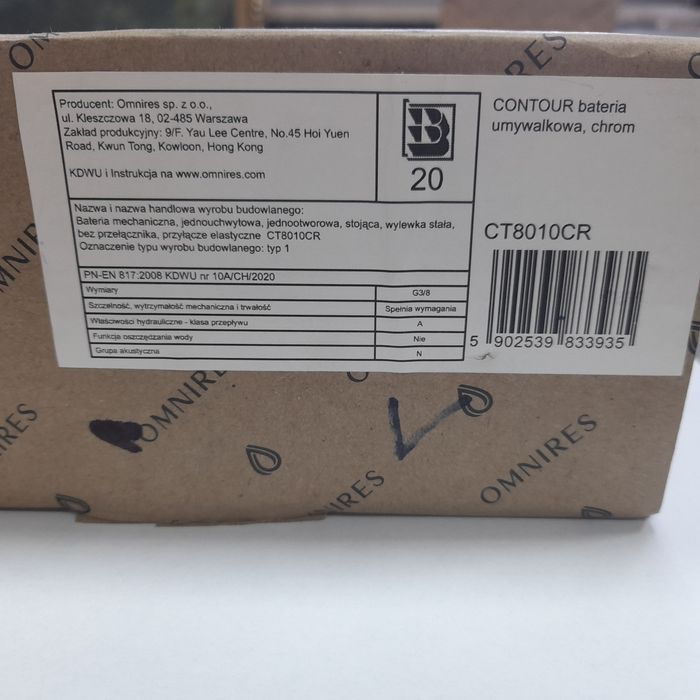 OMNIRES
Producent: Omnires sp. z o.o.,
ul. Kleszczowa 18, 02-485 Warszawa
Zakład produkcyjny: 9/F. Yau Lee Centre, No.45 Hoi Yuen
Road, Kwun Tong, Kowloon, Hong Kong
KDWU i Instrukcja na www.omnires.com
B
20
CONTOUR bateria
umywalkowa, chrom
Nazwa i nazwa handlowa wyrobu budowlanego:
Bateria mechaniczna, jednouchwytowa, jednootworowa, stojąca, wylewka stała,
bez przełącznika, przyłącze elastyczne CT8010CR
Oznaczenie typu wyrobu budowlanego: typ 1
CT8010CR
PN-EN 817:2008 KDWU nr 10A/CH/2020
Wymiary G3/8
Szczelność, wytrzymałość mechaniczna i trwałość Spełnia wymagania
Właściwości hydrauliczne - klasa przepływu A
Funkcja oszczędzania wody Nie
Grupa akustyczna N
5 902539 833935
OMNIRES
OMNIRES